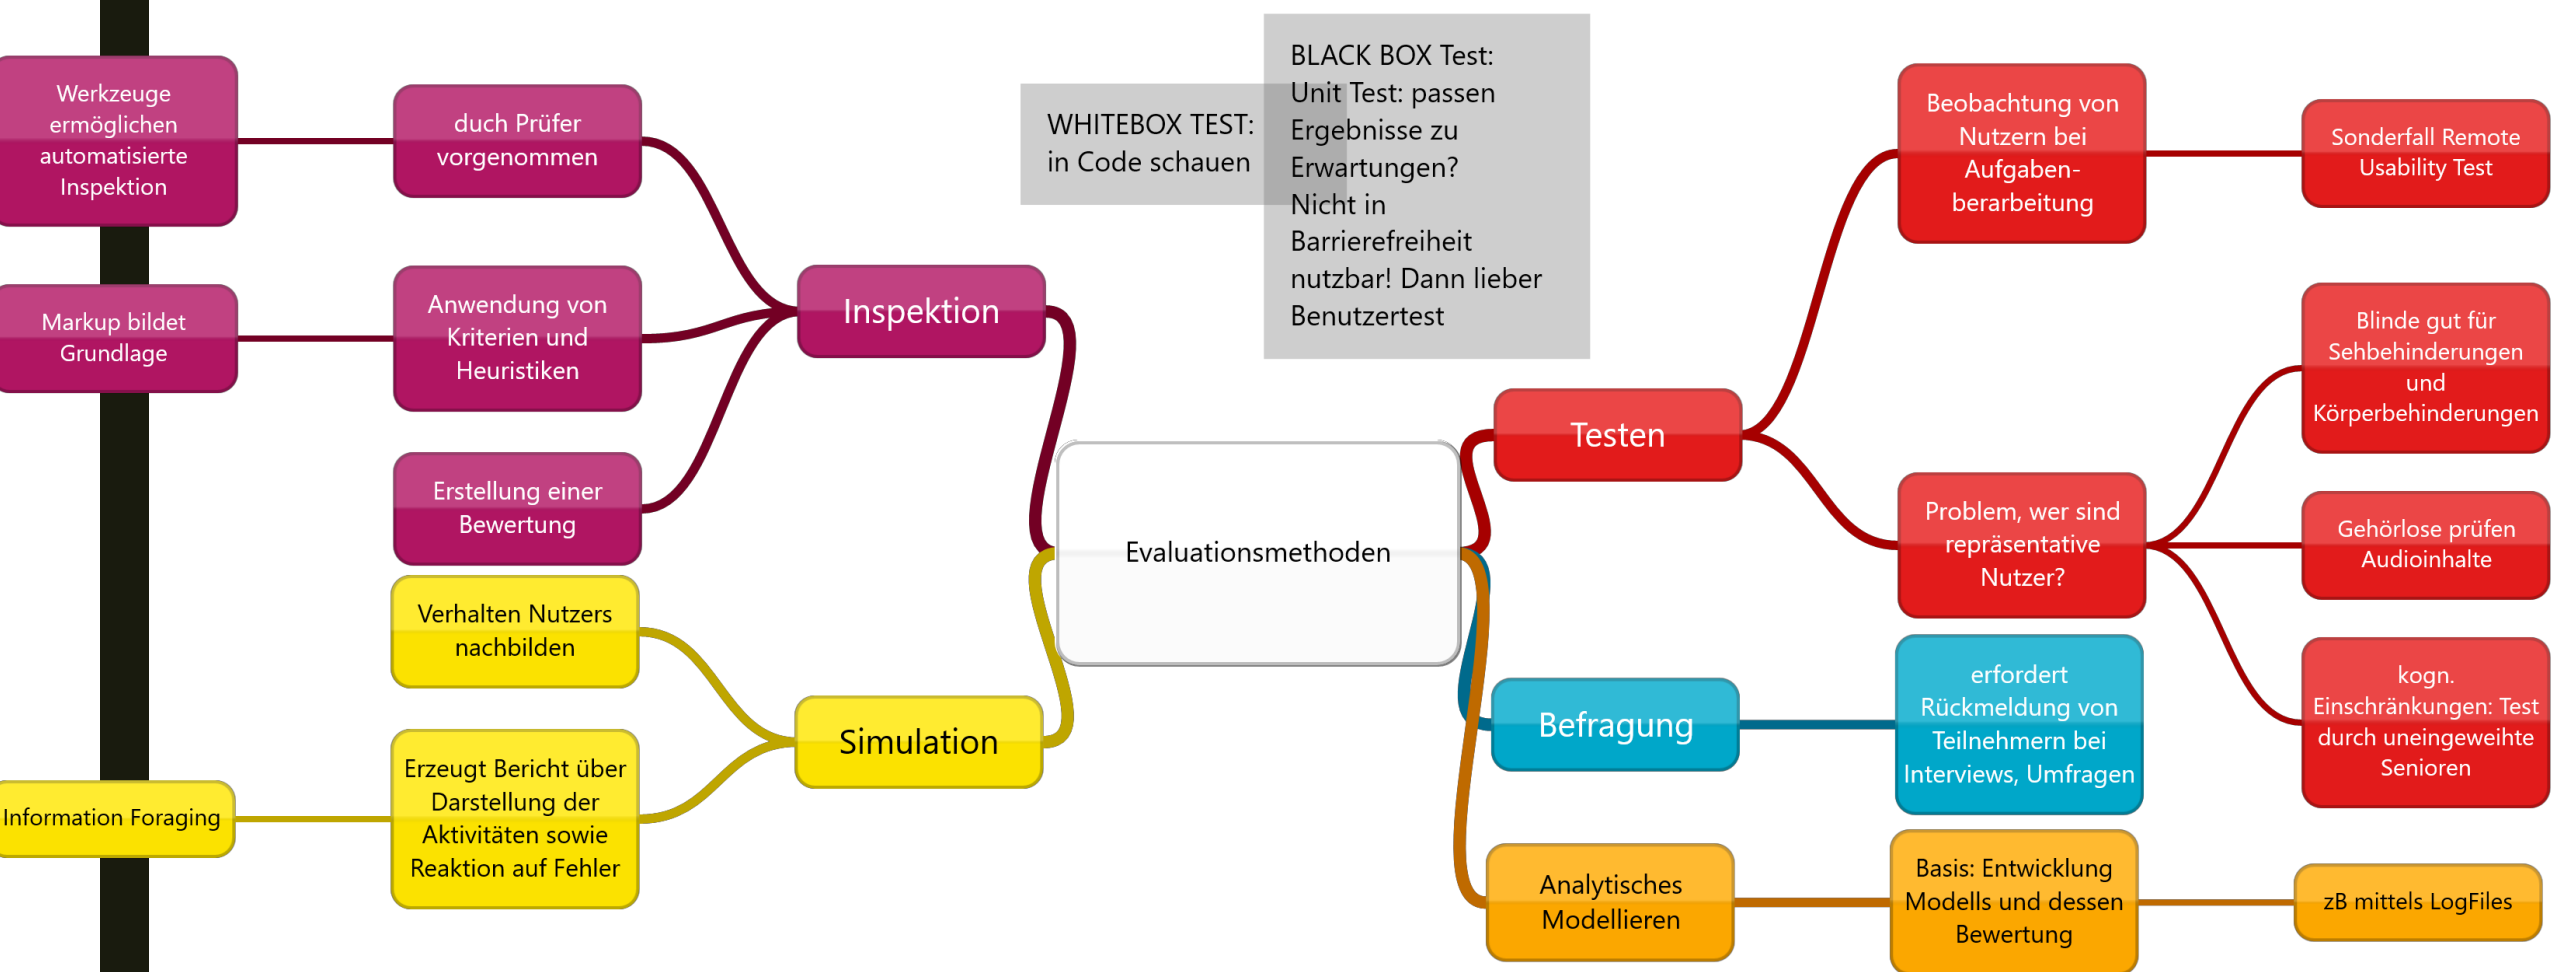 Werkzeuge
ermöglichen
automatisierte
Inspektion
duch Prüfer
vorgenommen
Markup bildet
Grundlage
Anwendung von
Kriterien und
Heuristiken
Erstellung einer
Bewertung
Inspektion
WHITEBOX TEST:
in Code schauen
BLACK BOX Test:
Unit Test: passen
Ergebnisse zu
Erwartungen?
Nicht in
Barrierefreiheit
nutzbar! Dann lieber
Benutzertest
Verhalten Nutzers
nachbilden
Erzeugt Bericht über
Darstellung der
Aktivitäten sowie
Reaktion auf Fehler
Information Foraging
Simulation
Evaluationsmethoden
Testen
Beobachtung von
Nutzern bei
Aufgaben-
berarbeitung
Sonderfall Remote
Usability Test
Problem, wer sind
repräsentative
Nutzer?
Blinde gut für
Sehbehinderungen
und
Körperbehinderungen
Gehörlose prüfen
Audioinhalte
kogn.
Einschränkungen: Test
durch uneingeweihte
Senioren
Befragung
erfordert
Rückmeldung von
Teilnehmern bei
Interviews, Umfragen
Analytisches
Modellieren
Basis: Entwicklung
Modells und dessen
Bewertung
zB mittels LogFiles